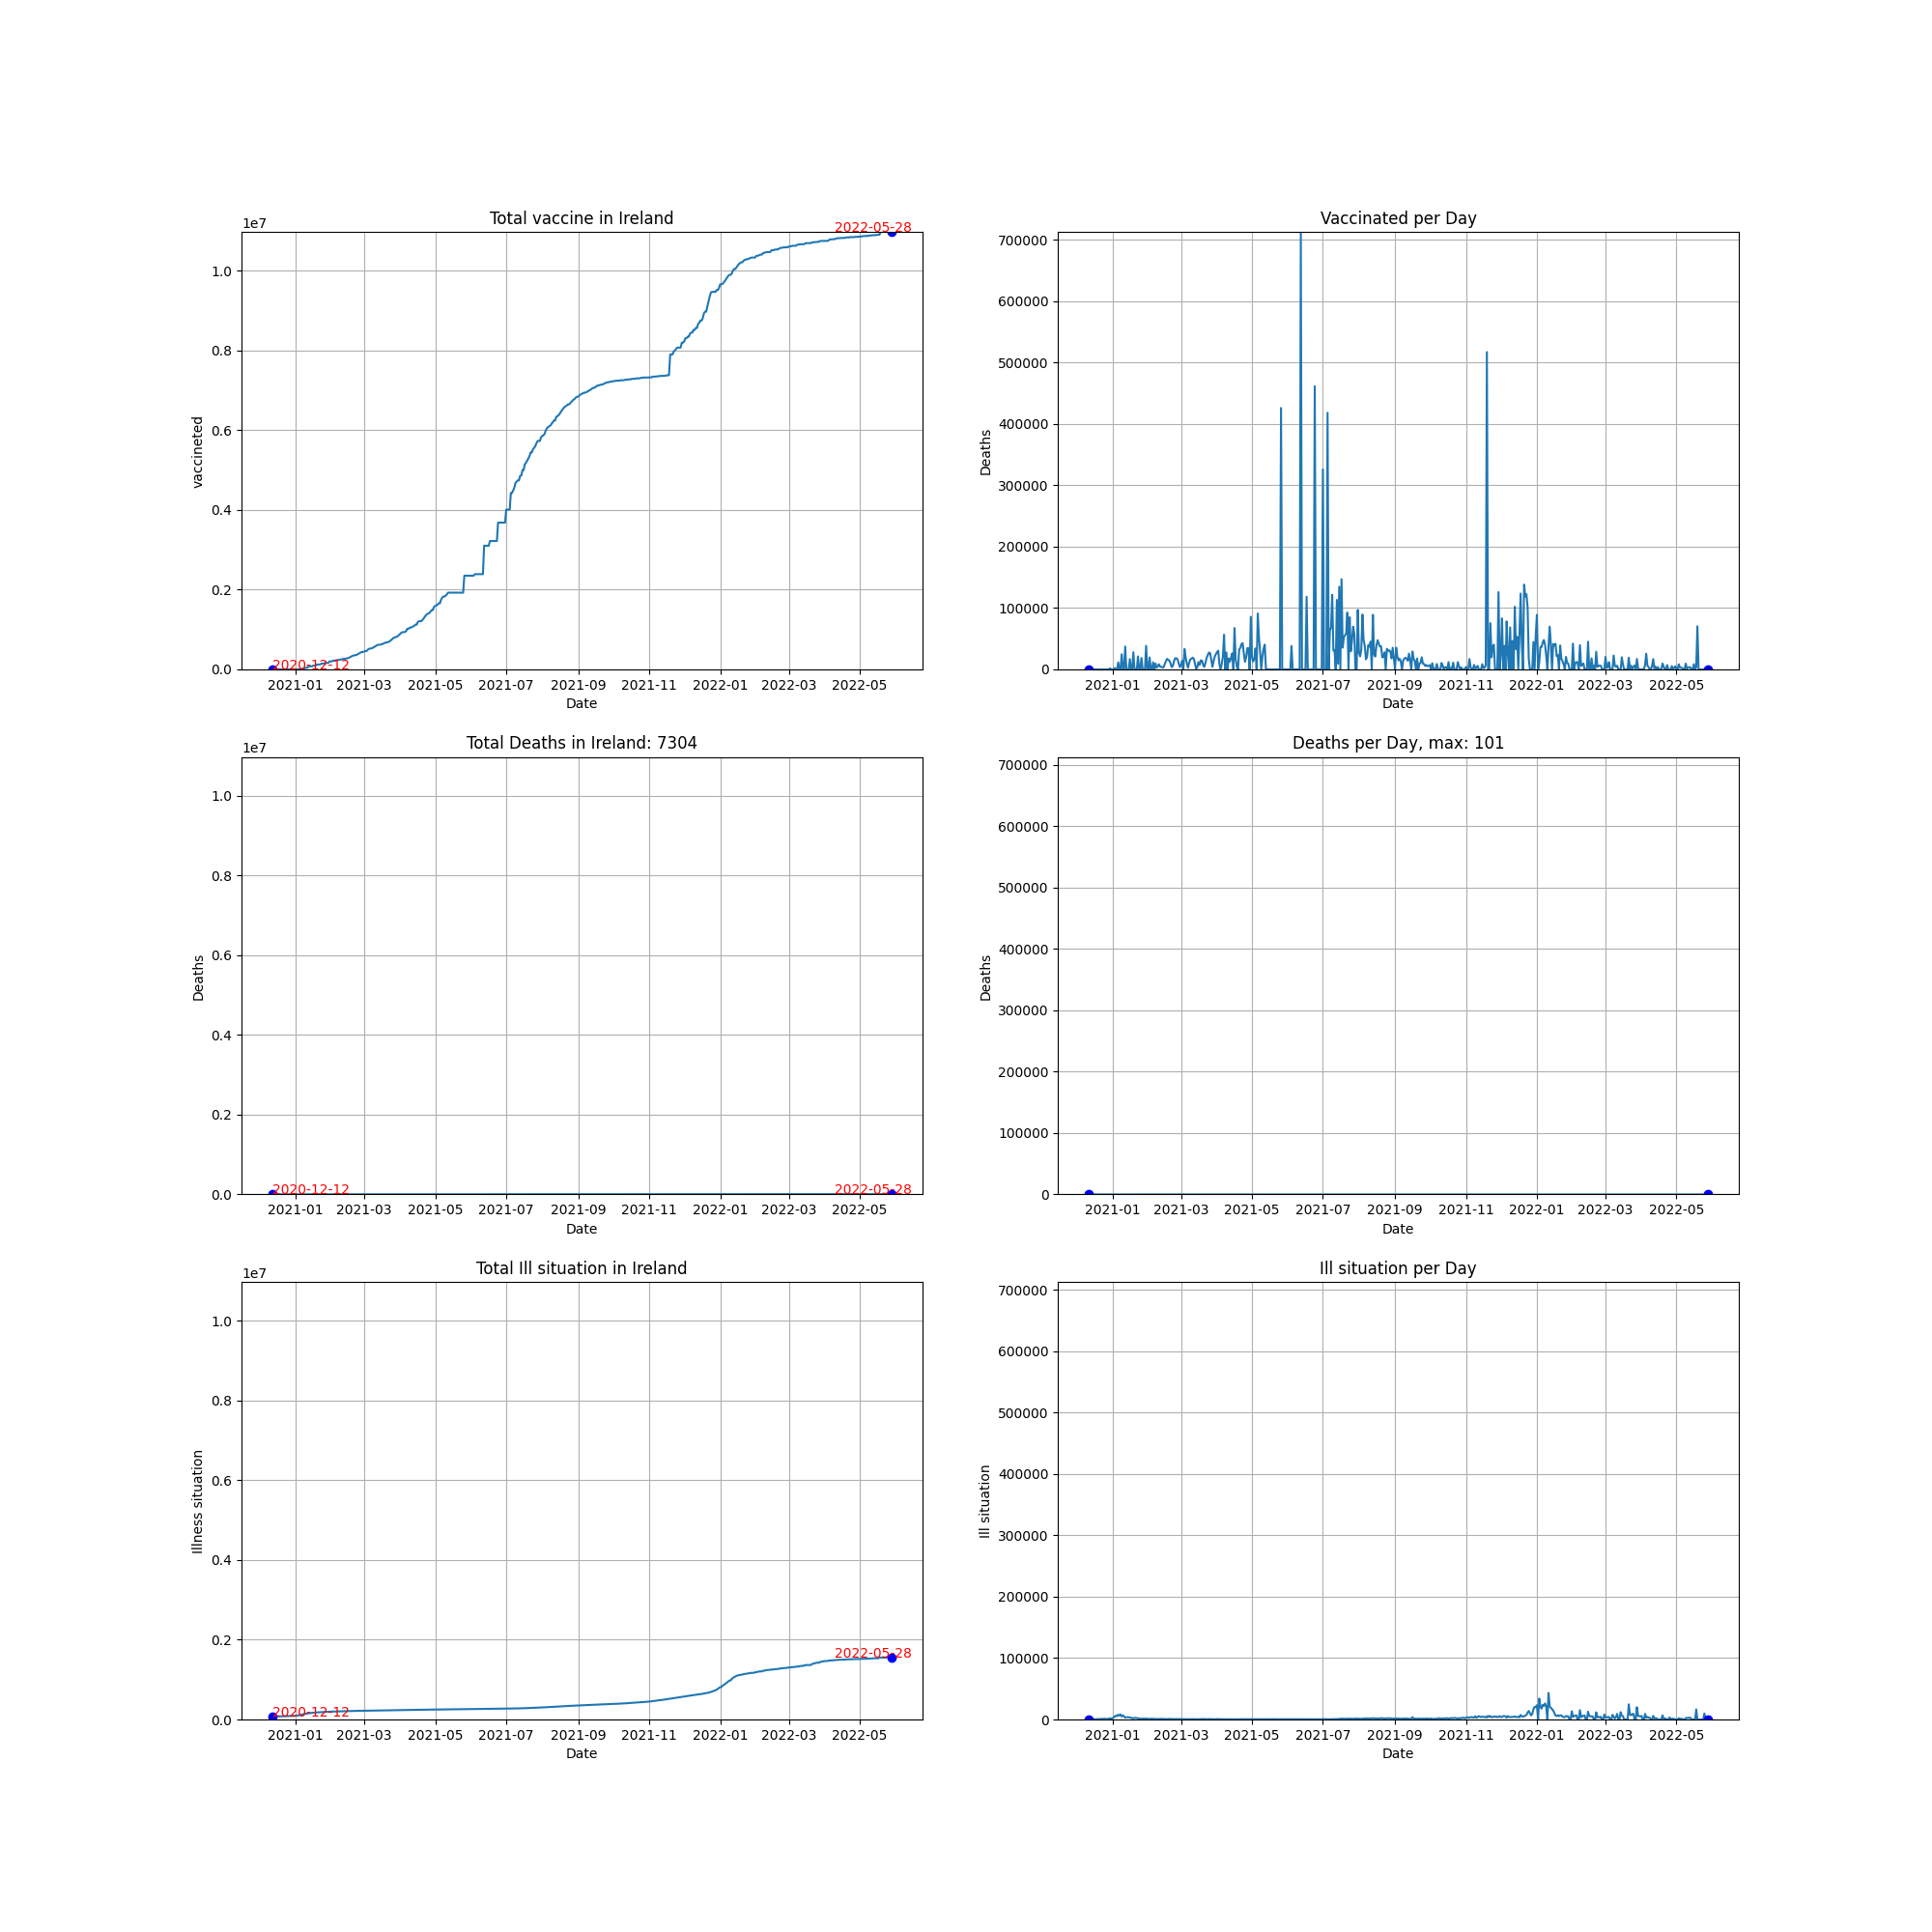 Total vaccine in Ireland
1e7
2022-05-28
1.0
0.8
0.6
0.4
0.2
0.0
vaccineted
2020-12-12
2021-01 2021-03 2021-05 2021-07 2021-09 2021-11 2022-01 2022-03 2022-05
Date
Vaccinated per Day
700000
600000
500000
400000
300000
200000
100000
0
Deaths
2021-01 2021-03 2021-05 2021-07 2021-09 2021-11 2022-01 2022-03 2022-05
Date
Total Deaths in Ireland: 7304
1e7
1.0
0.8
0.6
0.4
0.2
0.0
Deaths
2020-12-12
2022-05-28
2021-01 2021-03 2021-05 2021-07 2021-09 2021-11 2022-01 2022-03 2022-05
Date
Deaths per Day, max: 101
700000
600000
500000
400000
300000
200000
100000
0
Deaths
2021-01 2021-03 2021-05 2021-07 2021-09 2021-11 2022-01 2022-03 2022-05
Date
Total Ill situation in Ireland
1e7
1.0
0.8
0.6
0.4
0.2
0.0
Illness situation
2020-12-12
2022-05-28
2021-01 2021-03 2021-05 2021-07 2021-09 2021-11 2022-01 2022-03 2022-05
Date
Ill situation per Day
700000
600000
500000
400000
300000
200000
100000
0
Ill situation
2021-01 2021-03 2021-05 2021-07 2021-09 2021-11 2022-01 2022-03 2022-05
Date